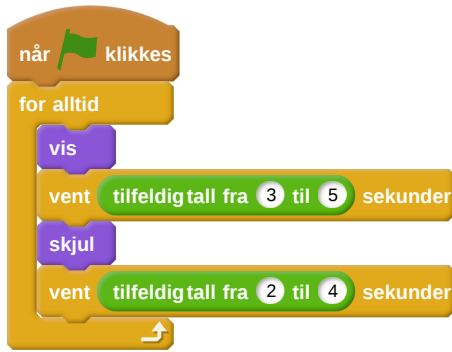 når klikkes
for alltid
vis
vent tilfeldig tall fra 3 til 5 sekunder
skjul
vent tilfeldig tall fra 2 til 4 sekunder